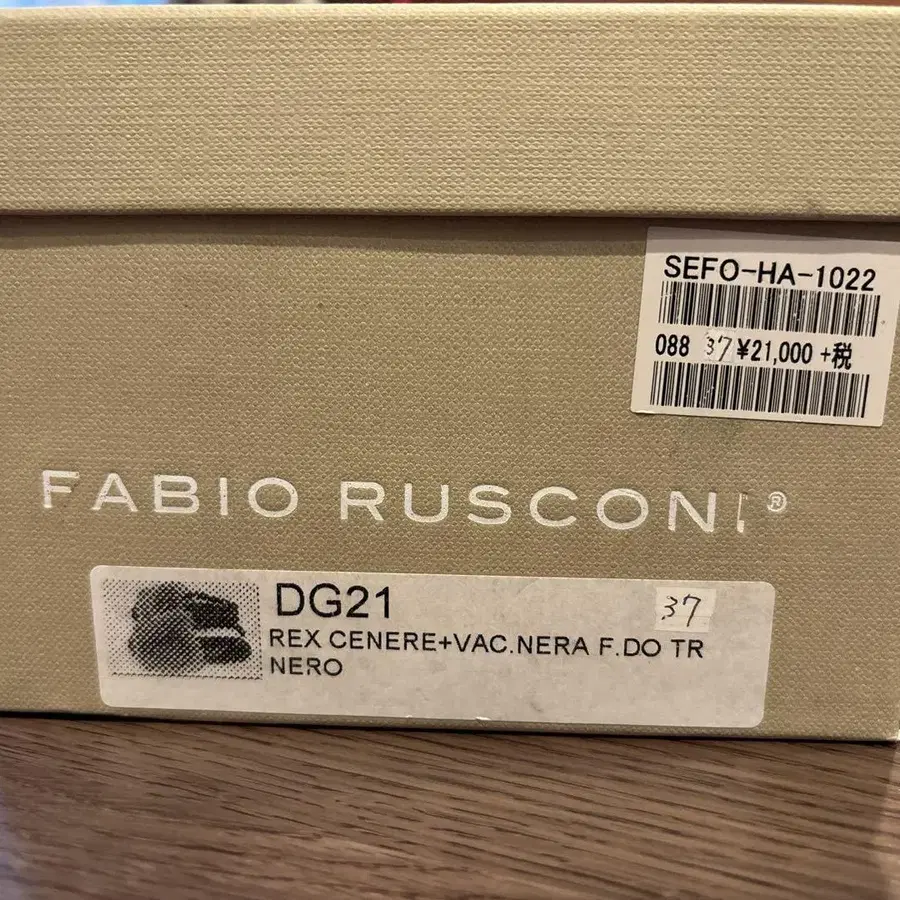 SEFO-HA-1022
088 37 ¥21,000 +税
FABIO RUSCONI®
DG21
37
REX CENERE+VAC.NERA F.DO TR
NERO